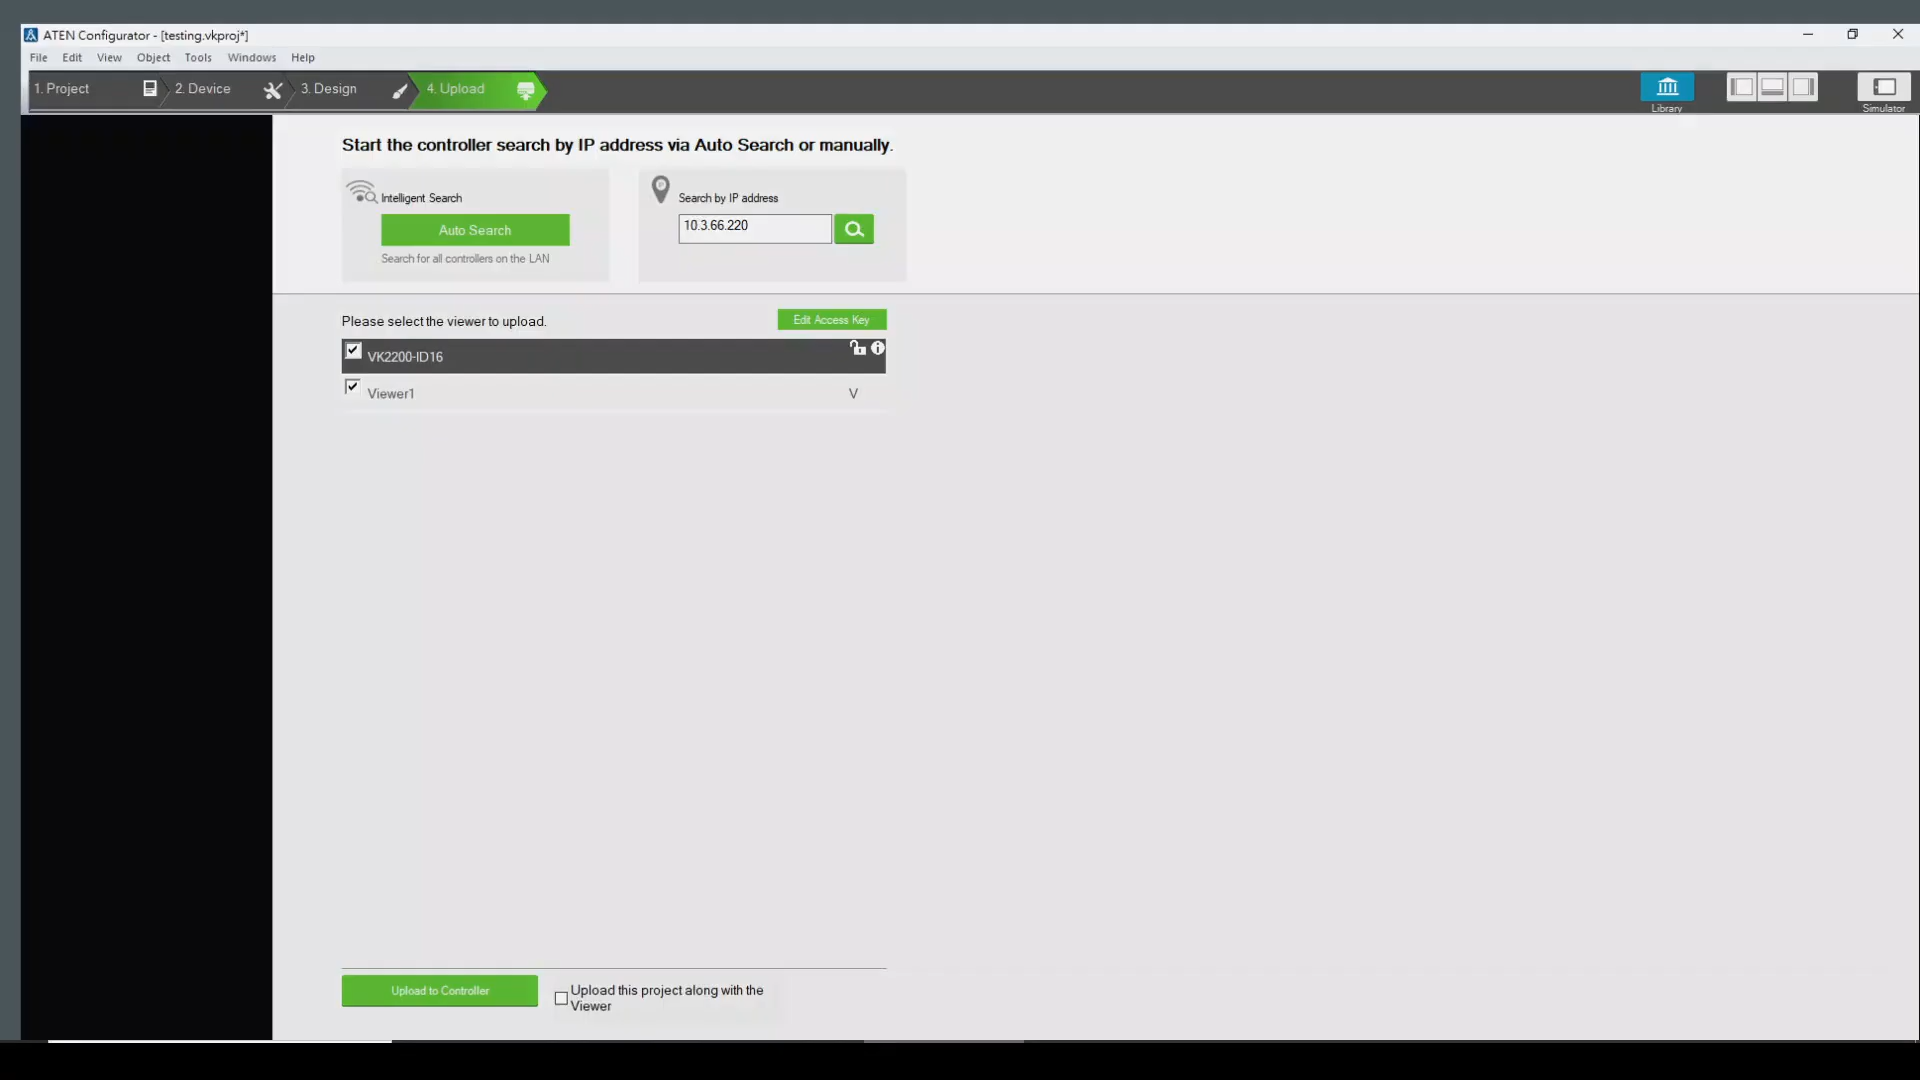 ATEN Configurator - [testing.vkproj*]
File Edit View Object Tools Windows Help
1. Project 2. Device 3. Design 4. Upload
Library Simulator
Start the controller search by IP address via Auto Search or manually.
Intelligent Search
Auto Search
Search for all controllers on the LAN
Search by IP address
10.3.66.220
Please select the viewer to upload.
Edit Access Key
VK2200-ID16
Viewer1 V
Upload to Controller
Upload this project along with the
Viewer